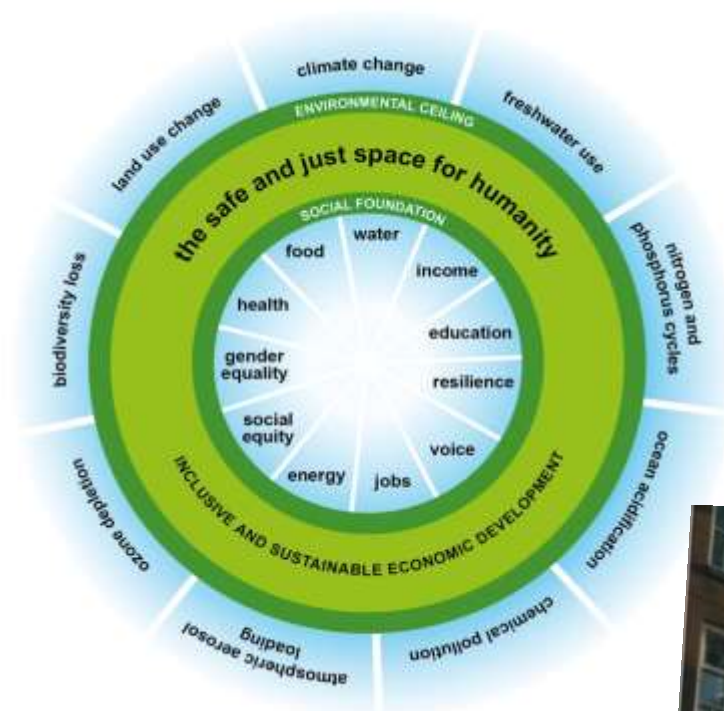 climate change
freshwater use
nitrogen and
phosphorus cycles
ocean acidification
chemical pollution
atmospheric aerosol
loading
ozone depletion
biodiversity loss
land use change
ENVIRONMENTAL CEILING
the safe and just space for humanity
SOCIAL FOUNDATION
water
income
education
resilience
voice
jobs
energy
social
equity
gender
equality
health
food
INCLUSIVE AND SUSTAINABLE ECONOMIC DEVELOPMENT